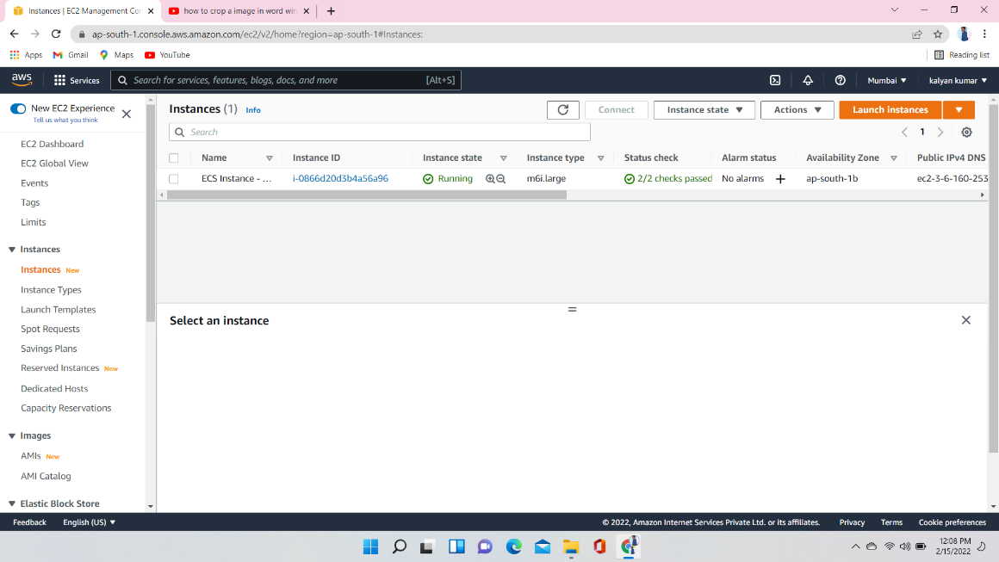 Instances | EC2 Management Con
how to crop a image in word win
ap-south-1.console.aws.amazon.com/ec2/v2/home?region=ap-south-1#Instances:
Apps Gmail Maps YouTube Reading list
aws Services Search for services, features, blogs, docs, and more [Alt+S] Mumbai ▼ kalyan kumar ▼
New EC2 Experience
Tell us what you think
EC2 Dashboard
EC2 Global View
Events
Tags
Limits
Instances
Instances New
Instance Types
Launch Templates
Spot Requests
Savings Plans
Reserved Instances New
Dedicated Hosts
Capacity Reservations
Images
AMIs New
AMI Catalog
Elastic Block Store
Instances (1) Info
Connect Instance state ▼ Actions ▼ Launch instances ▼
Search
1
Name Instance ID Instance state Instance type Status check Alarm status Availability Zone Public IPv4 DNS
ECS Instance - ... i-0866d20d3b4a56a96 Running m6i.large 2/2 checks passed No alarms + ap-south-1b ec2-3-6-160-253
Select an instance
Feedback English (US) ▼ © 2022, Amazon Internet Services Private Ltd. or its affiliates. Privacy Terms Cookie preferences
12:08 PM
2/15/2022